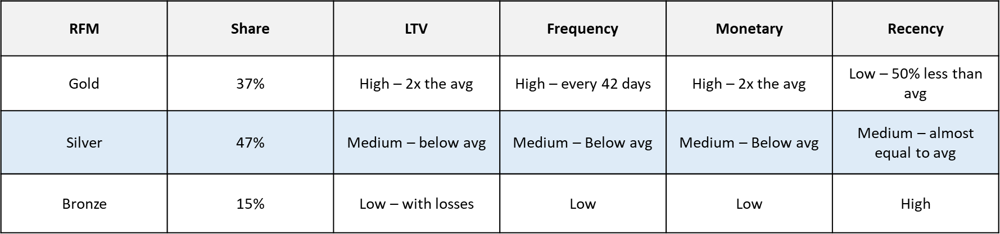 RFM Share LTV Frequency Monetary Recency
Gold 37% High – 2x the avg High – every 42 days High – 2x the avg Low – 50% less than
avg
Silver 47% Medium – below avg Medium – Below avg Medium – Below avg Medium – almost
equal to avg
Bronze 15% Low – with losses Low Low High